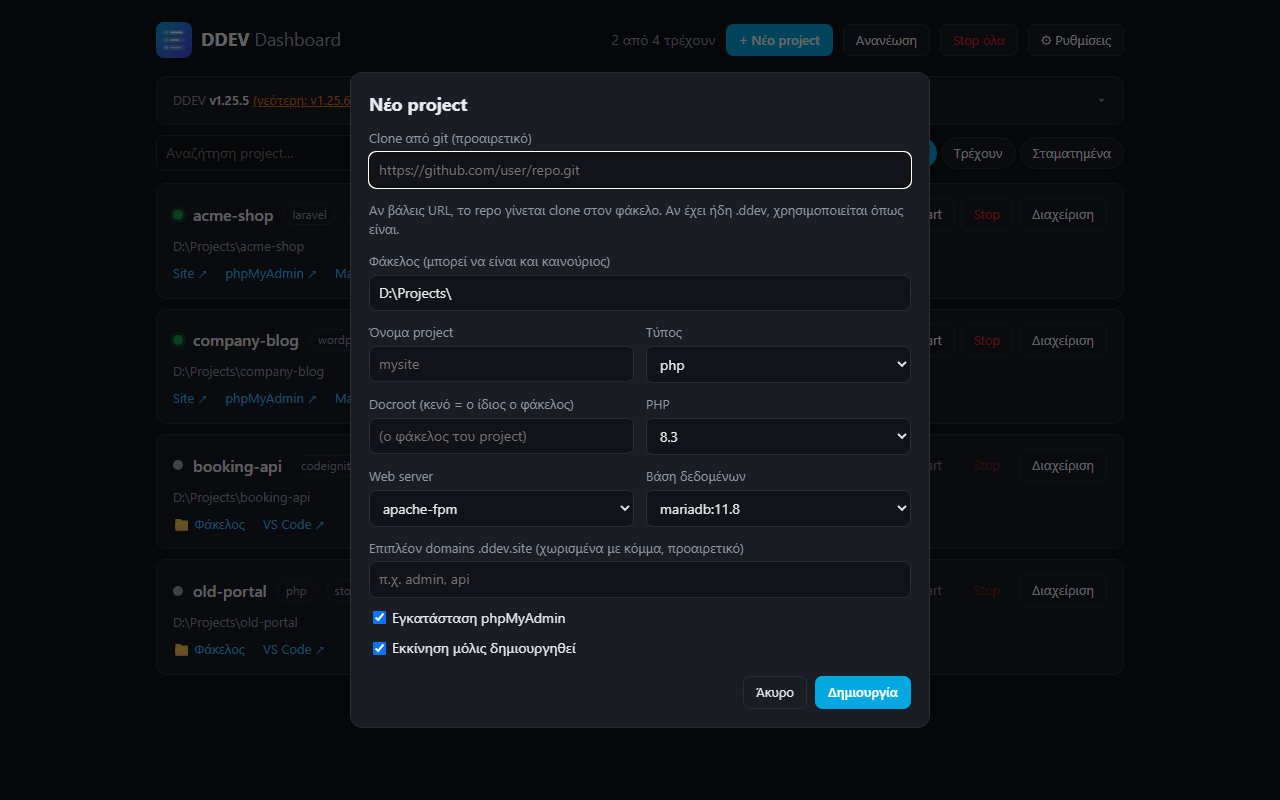 DDEV Dashboard
2 από 4 τρέχουν
+ Νέο project
Ανανέωση
Stop όλα
⚙ Ρυθμίσεις
DDEV v1.25.5 (νεότερη: v1.25.6
Αναζήτηση project...
Τρέχουν
Σταματημένα
acme-shop
laravel
Stop
Διαχείριση
D:\Projects\acme-shop
Site ↗ phpMyAdmin ↗
company-blog
Stop
Διαχείριση
D:\Projects\company-blog
Site ↗ phpMyAdmin ↗
booking-api
Stop
Διαχείριση
D:\Projects\booking-api
Φάκελος VS Code ↗
old-portal
php
Stop
Διαχείριση
D:\Projects\old-portal
Φάκελος VS Code ↗
Νέο project
Clone από git (προαιρετικό)
https://github.com/user/repo.git
Αν βάλεις URL, το repo γίνεται clone στον φάκελο. Αν έχει ήδη .ddev, χρησιμοποιείται όπως
είναι.
Φάκελος (μπορεί να είναι και καινούριος)
D:\Projects\
Όνομα project
Τύπος
mysite
php
Docroot (κενό = ο ίδιος ο φάκελος)
PHP
(ο φάκελος του project)
8.3
Web server
Βάση δεδομένων
apache-fpm
mariadb:11.8
Επιπλέον domains .ddev.site (χωρισμένα με κόμμα, προαιρετικό)
π.χ. admin, api
Εγκατάσταση phpMyAdmin
Εκκίνηση μόλις δημιουργηθεί
Άκυρο
Δημιουργία